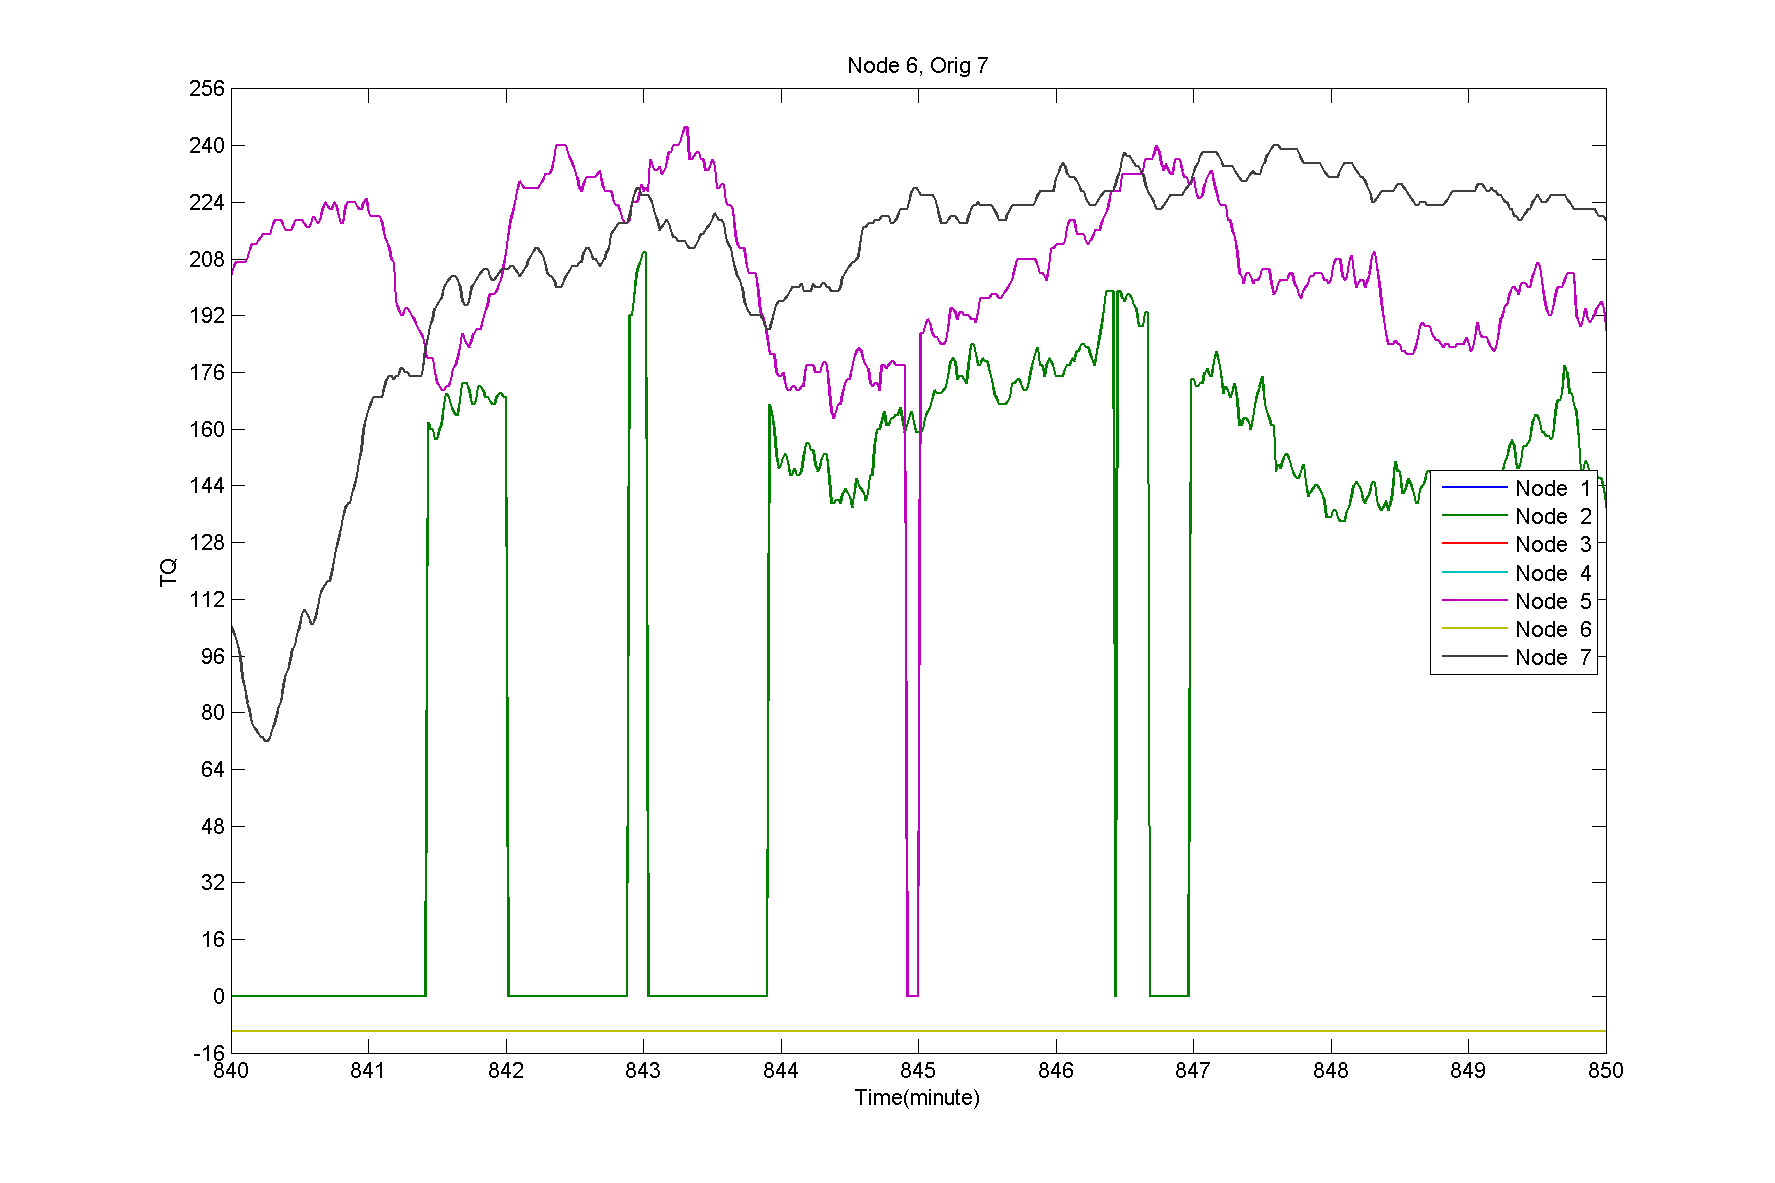 Node 6, Orig 7
256
240
224
208
192
176
160
144
128
112
96
80
64
48
32
16
0
-16
TQ
840 841 842 843 844 845 846 847 848 849 850
Time(minute)
Node 1
Node 2
Node 3
Node 4
Node 5
Node 6
Node 7